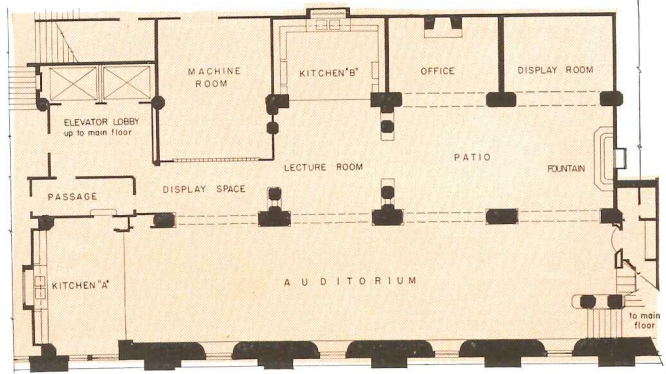 MACHINE
ROOM
KITCHEN "B"
OFFICE
DISPLAY ROOM
ELEVATOR LOBBY
up to main floor
LECTURE ROOM
PATIO
FOUNTAIN
PASSAGE
DISPLAY SPACE
KITCHEN "A"
AUDITORIUM
to main
floor